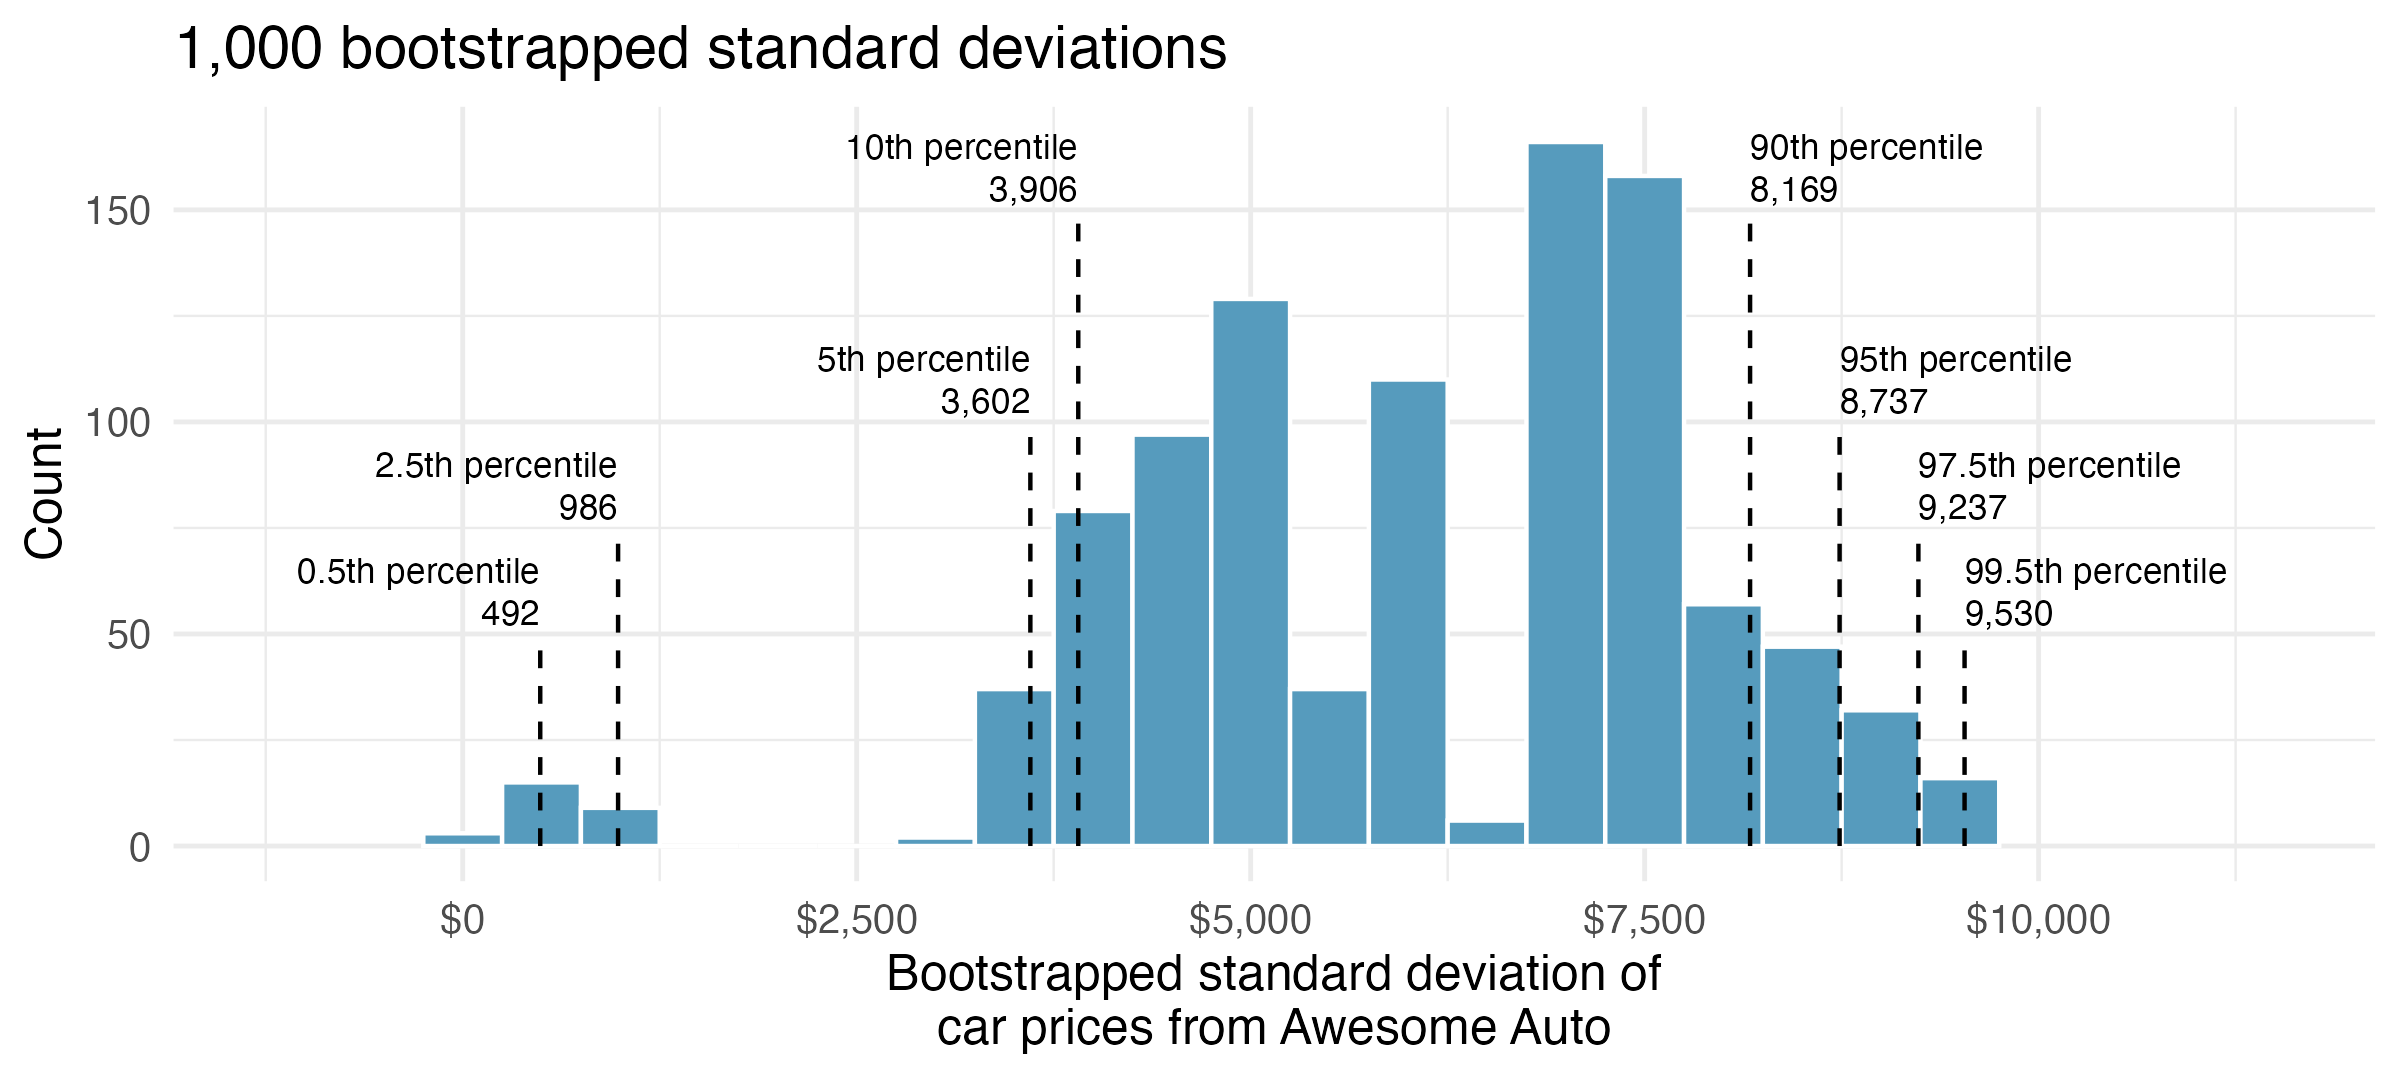 1,000 bootstrapped standard deviations
10th percentile
3,906
90th percentile
8,169
5th percentile
3,602
95th percentile
8,737
2.5th percentile
986
97.5th percentile
9,237
0.5th percentile
492
99.5th percentile
9,530
Count
150
100
50
0
$0
$2,500
$5,000
$7,500
$10,000
Bootstrapped standard deviation of
car prices from Awesome Auto